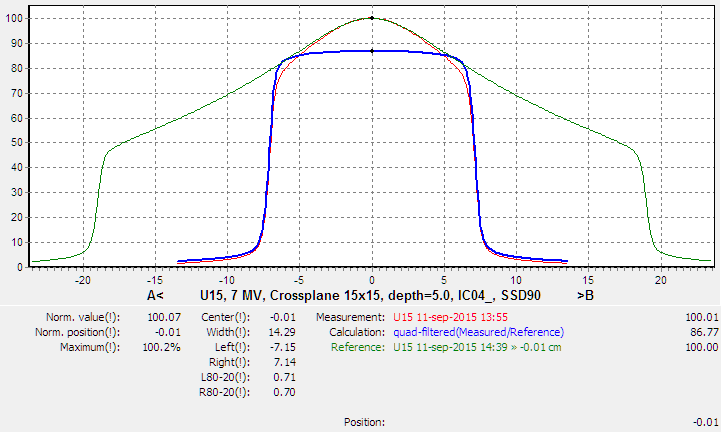 100
90
80
70
60
50
40
30
20
10
0
-20 -15 -10 -5 0 5 10 15 20
A< U15, 7 MV, Crossplane 15x15, depth=5.0, IC04_, SSD90 >B
Norm. value(!): 100.07 Center(!): -0.01 Measurement: U15 11-sep-2015 13:55 100.01
Norm. position(!): -0.01 Width(!): 14.29 Calculation: quad-filtered(Measured/Reference) 86.77
Maximum(!): 100.2% Left(!): -7.15 Reference: U15 11-sep-2015 14:39 » -0.01 cm 100.00
Right(!): 7.14
L80-20(!): 0.71
R80-20(!): 0.70
Position: -0.01